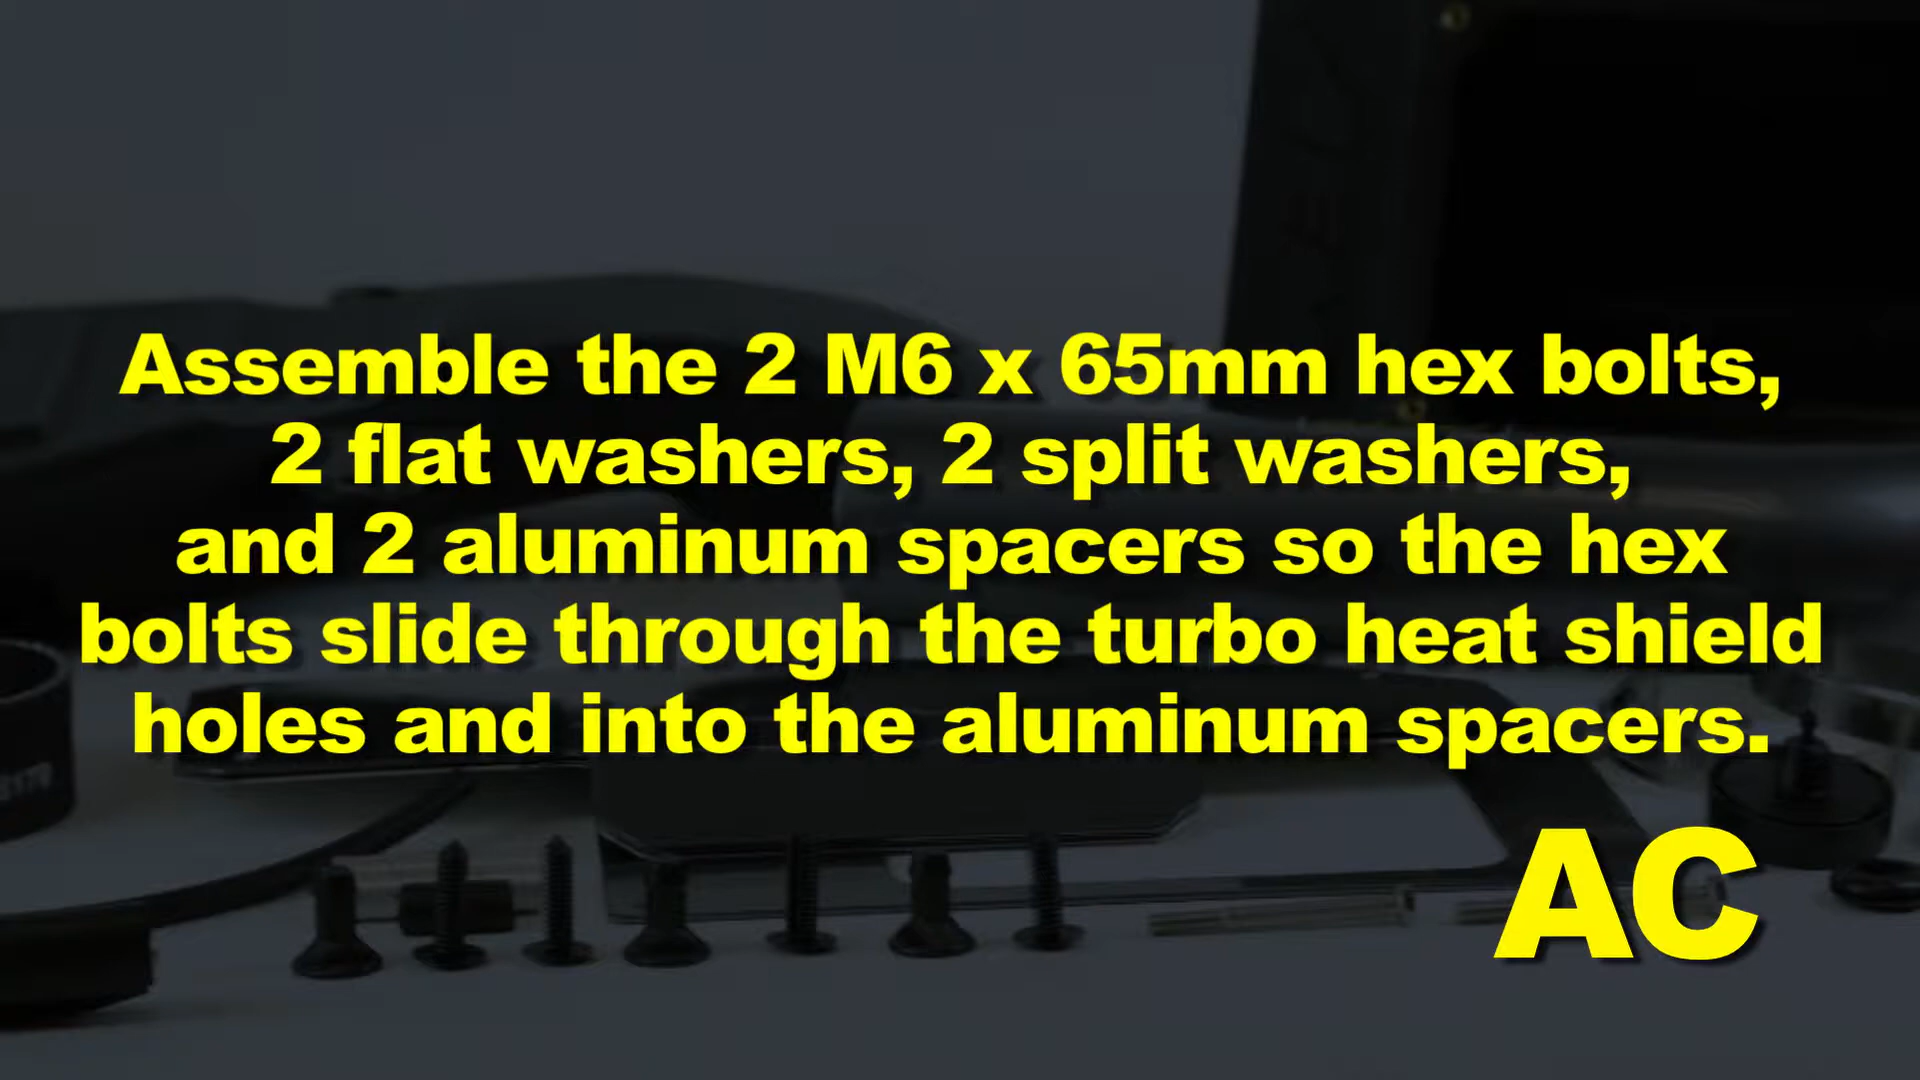 Assemble the 2 M6 x 65mm hex bolts,
2 flat washers, 2 split washers,
and 2 aluminum spacers so the hex
bolts slide through the turbo heat shield
holes and into the aluminum spacers.
AC